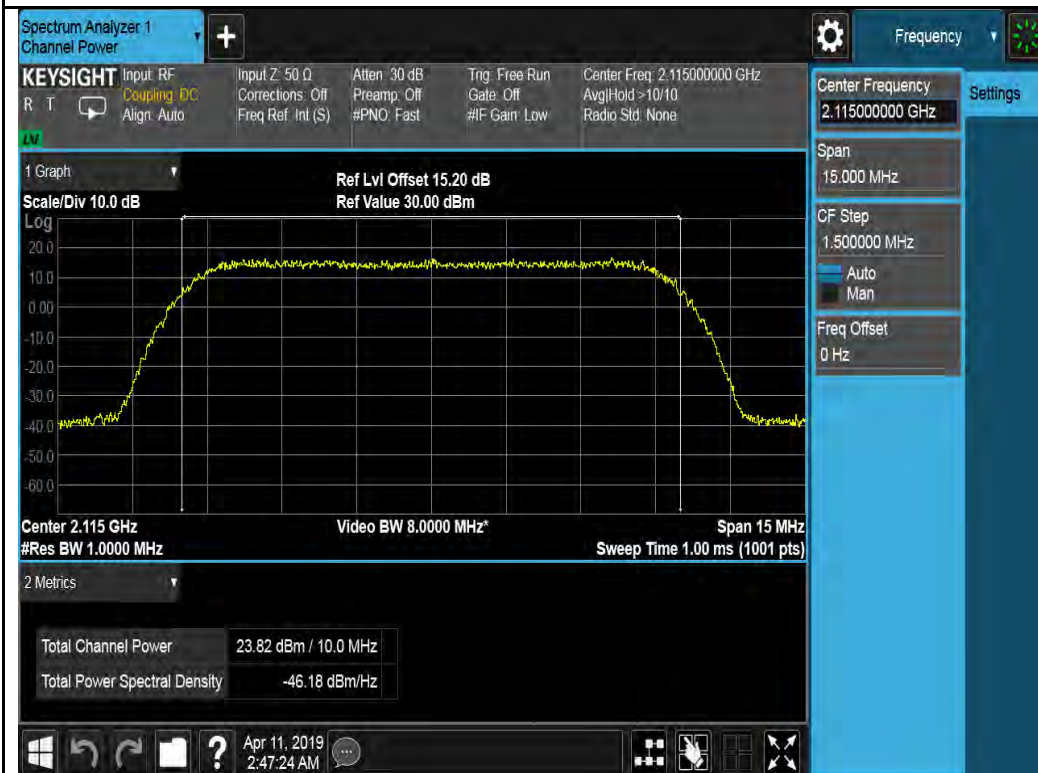 Spectrum Analyzer 1
Channel Power
+
Frequency
KEYSIGHT Input: RF Input Z: 50 Ω Atten: 30 dB Trig: Free Run Center Freq: 2.115000000 GHz
R T Coupling: DC Corrections: Off Preamp: Off Gate: Off Avg|Hold >10/10
Align: Auto Freq Ref: Int (S) #PNO: Fast #IF Gain: Low Radio Std: None
Center Frequency
2.115000000 GHz
Settings
Span
15.000 MHz
CF Step
1.500000 MHz
Auto
Man
Freq Offset
0 Hz
1 Graph
Ref Lvl Offset 15.20 dB
Scale/Div 10.0 dB Ref Value 30.00 dBm
Log
20.0
10.0
0.00
-10.0
-20.0
-30.0
-40.0
-50.0
-60.0
Center 2.115 GHz Video BW 8.0000 MHz* Span 15 MHz
#Res BW 1.0000 MHz Sweep Time 1.00 ms (1001 pts)
2 Metrics
Total Channel Power 23.82 dBm / 10.0 MHz
Total Power Spectral Density -46.18 dBm/Hz
? Apr 11, 2019
2:47:24 AM